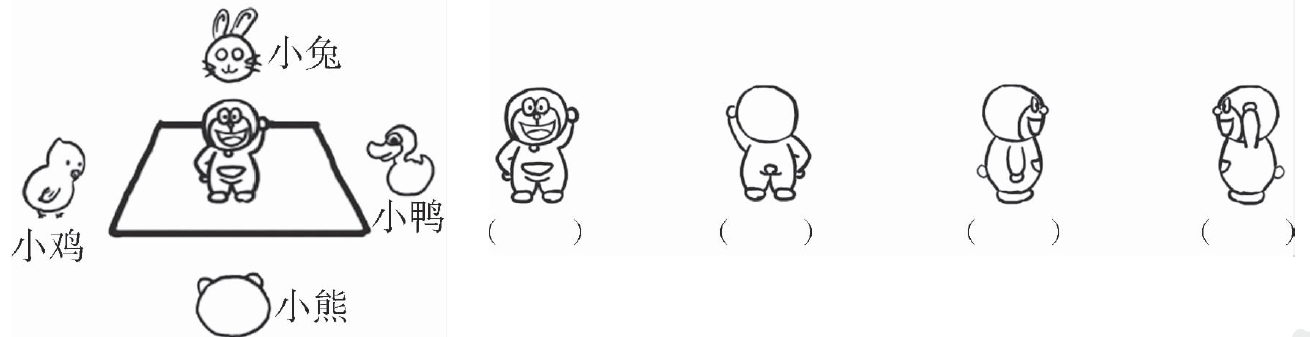 小兔
小鸡
小鸭
小熊
( ) ( ) ( ) ( )